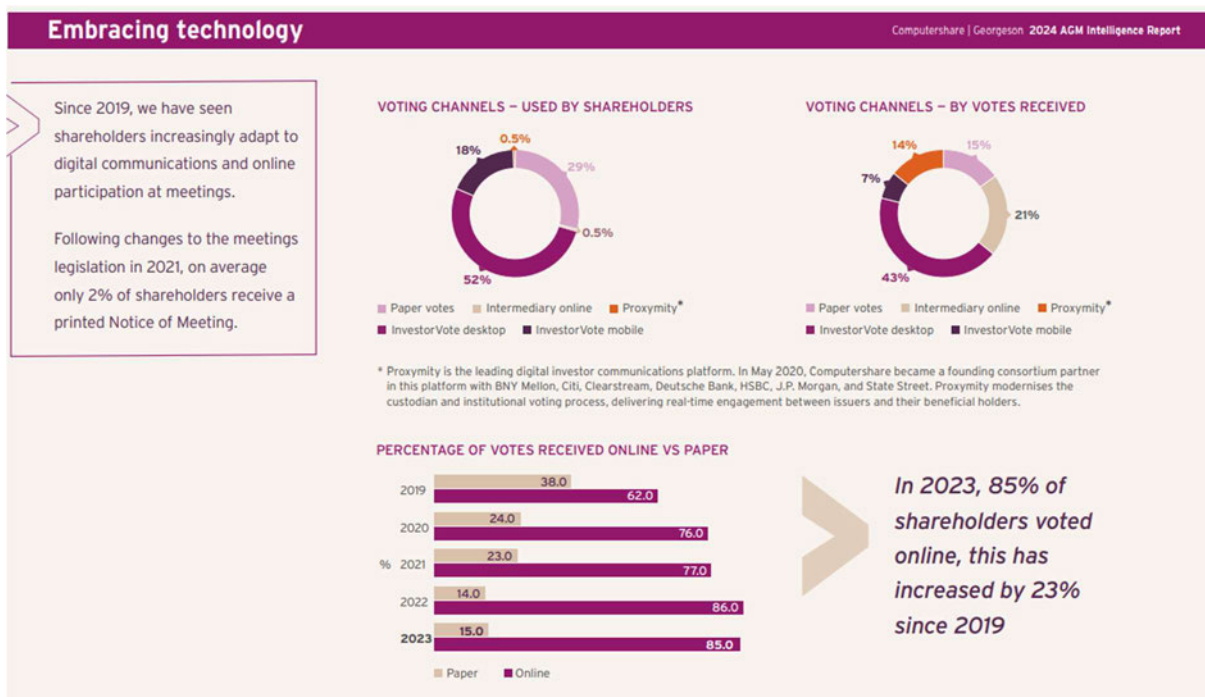 Embracing technology
Computershare | Georgeson 2024 AGM Intelligence Report
Since 2019, we have seen
shareholders increasingly adapt to
digital communications and online
participation at meetings.
Following changes to the meetings
legislation in 2021, on average
only 2% of shareholders receive a
printed Notice of Meeting.
VOTING CHANNELS – USED BY SHAREHOLDERS
0.5%
18%
29%
0.5%
52%
Paper votes Intermediary online Proxymity*
InvestorVote desktop InvestorVote mobile
VOTING CHANNELS – BY VOTES RECEIVED
14%
15%
7%
21%
43%
Paper votes Intermediary online Proxymity*
InvestorVote desktop InvestorVote mobile
* Proxymity is the leading digital investor communications platform. In May 2020, Computershare became a founding consortium partner
in this platform with BNY Mellon, Citi, Clearstream, Deutsche Bank, HSBC, J.P. Morgan, and State Street. Proxymity modernises the
custodian and institutional voting process, delivering real-time engagement between issuers and their beneficial holders.
PERCENTAGE OF VOTES RECEIVED ONLINE VS PAPER
2019 38.0
62.0
2020 24.0
76.0
% 2021 23.0
77.0
2022 14.0
86.0
2023 15.0
85.0
Paper Online
In 2023, 85% of
shareholders voted
online, this has
increased by 23%
since 2019